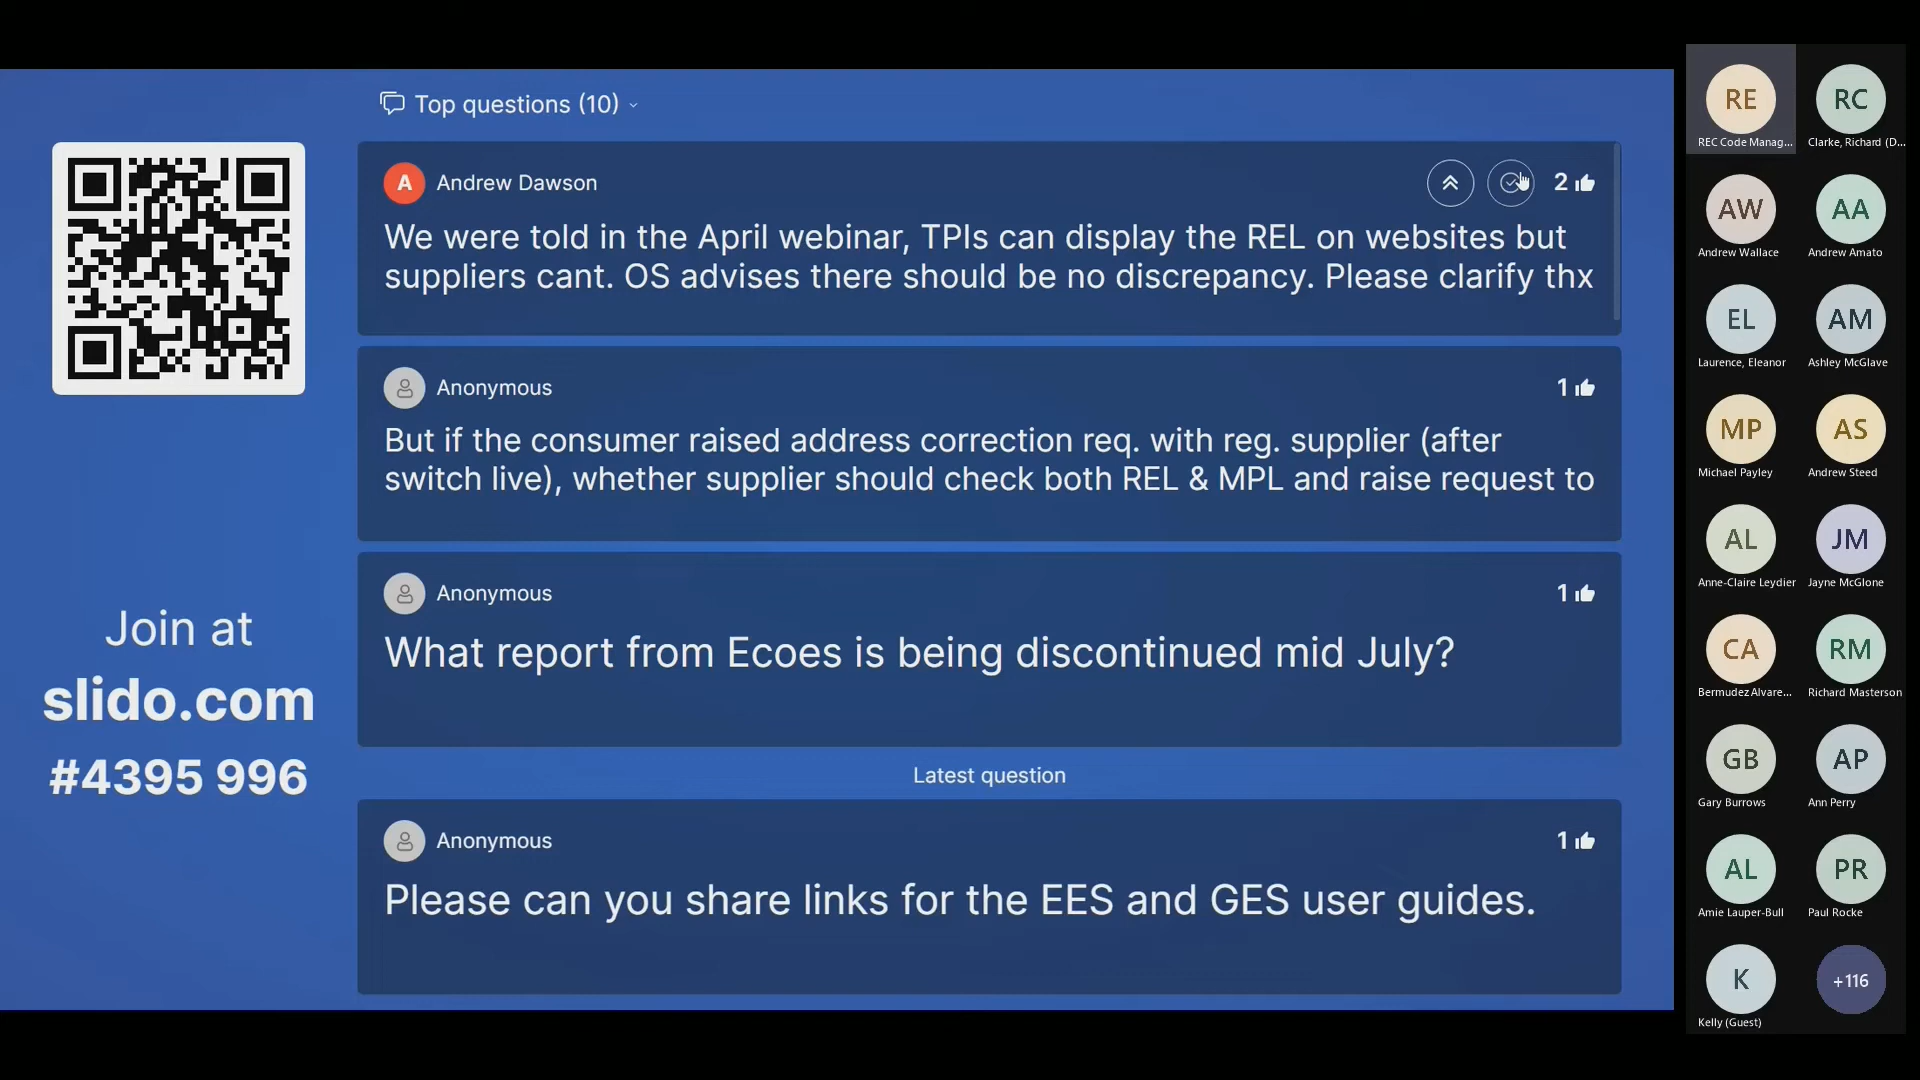 Top questions (10)
A Andrew Dawson
2
We were told in the April webinar, TPIs can display the REL on websites but
suppliers cant. OS advises there should be no discrepancy. Please clarify thx
Anonymous
1
But if the consumer raised address correction req. with reg. supplier (after
switch live), whether supplier should check both REL & MPL and raise request to
Anonymous
1
What report from Ecoes is being discontinued mid July?
Latest question
Anonymous
1
Please can you share links for the EES and GES user guides.
Join at
slido.com
#4395 996
RE
REC Code Manag...
RC
Clarke, Richard (D...
AW
Andrew Wallace
AA
Andrew Amato
EL
Laurence, Eleanor
AM
Ashley McGlave
MP
Michael Payley
AS
Andrew Steed
AL
Anne-Claire Leydier
JM
Jayne McGlone
CA
Bermudez Alvare...
RM
Richard Masterson
GB
Gary Burrows
AP
Ann Perry
AL
Amie Lauper-Bull
PR
Paul Rocke
K
Kelly (Guest)
+116